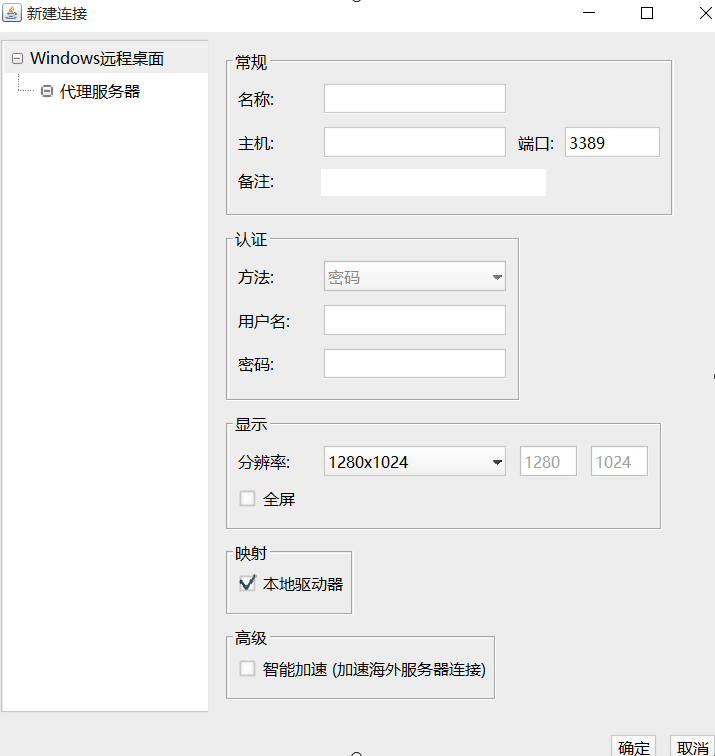 新建连接
Windows远程桌面
代理服务器
常规
名称:
主机: 端口: 3389
备注:
认证
方法: 密码
用户名:
密码:
显示
分辨率: 1280x1024 1280 1024
全屏
映射
本地驱动器
高级
智能加速 (加速海外服务器连接)
确定 取消